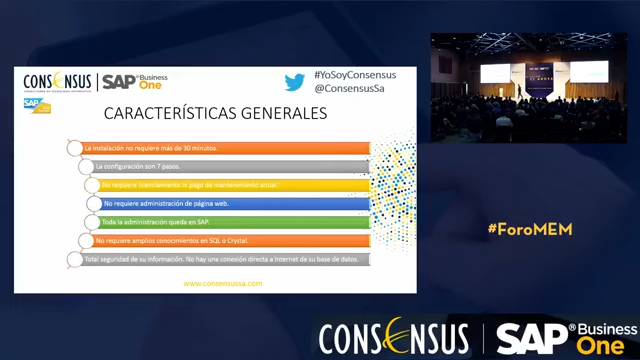 CONSENSUS
SAP Business One
#YoSoyConsensus
@ConsensusSa
SAP
CARACTERÍSTICAS GENERALES
La instalación no requiere más de 30 minutos.
La configuración son 7 pasos.
No requiere licenciamiento ni pago de mantenimiento anual.
No requiere administración de página web.
Toda la administración queda en SAP.
No requiere amplios conocimientos en SQL o Crystal.
Total seguridad de su información. No hay una conexión directa a Internet de su base de datos.
www.consensussa.com
#ForoMEM
CONSENSUS
SAP® Business One